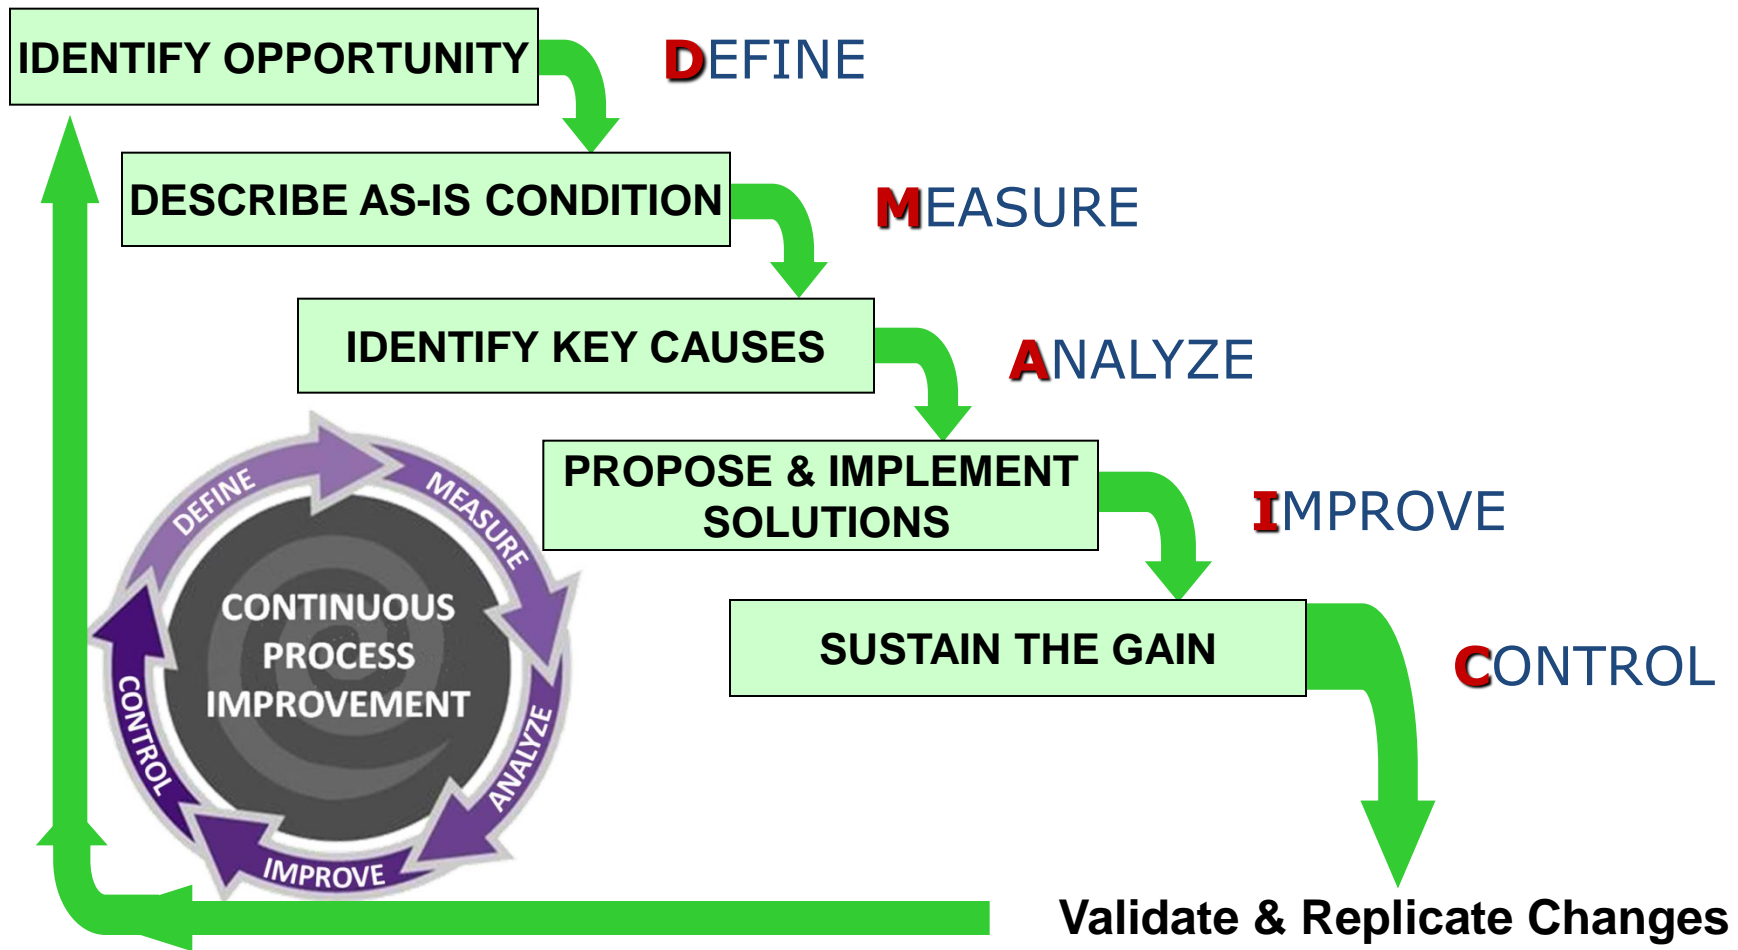 IDENTIFY OPPORTUNITY
DEFINE
DESCRIBE AS-IS CONDITION
MEASURE
IDENTIFY KEY CAUSES
ANALYZE
PROPOSE & IMPLEMENT
SOLUTIONS
IMPROVE
SUSTAIN THE GAIN
CONTROL
DEFINE
MEASURE
ANALYZE
IMPROVE
CONTROL
CONTINUOUS
PROCESS
IMPROVEMENT
Validate & Replicate Changes